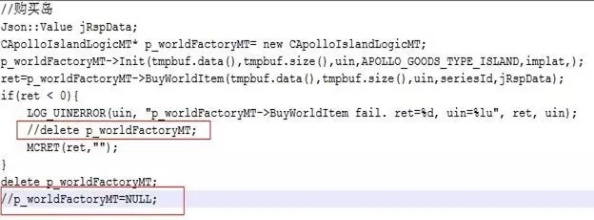 //购买岛
Json::Value jRspData;
CApolloIslandLogicMT* p_worldFactoryMT= new CApolloIslandLogicMT;
p_worldFactoryMT->Init(tmpbuf.data(),tmpbuf.size(),uin,APOLLO_GOODS_TYPE_ISLAND,implat,);
ret=p_worldFactoryMT->BuyWorldItem(tmpbuf.data(),tmpbuf.size(),uin,seriesId,jRspData);
if(ret < 0){
LOG_UINERROR(uin, "p_worldFactoryMT->BuyWorldItem fail. ret=%d, uin=%lu", ret, uin);
//delete p_worldFactoryMT;
MCRET(ret,"");
}
delete p_worldFactoryMT;
//p_worldFactoryMT=NULL;